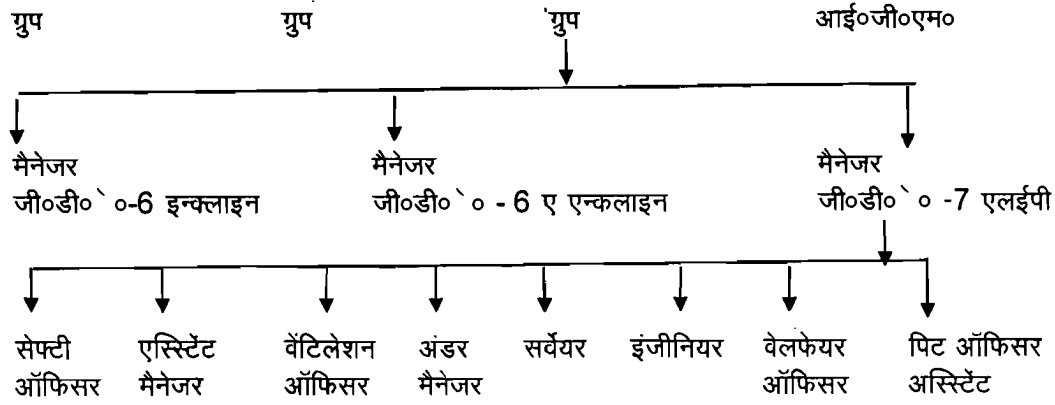 ग्रुप ग्रुप ग्रुप आई०जी०एम०
मैनेजर मैनेजर मैनेजर
जी०डी०`०-6 इन्क्लाइन जी०डी०`० - 6 ए एन्कलाइन जी०डी०`० -7 एलईपी
सेफ्टी एस्स्टिेंट वेंटिलेशन अंडर सर्वेयर इंजीनियर वेलफेयर पिट ऑफिसर
ऑफिसर मैनेजर ऑफिसर मैनेजर ऑफिसर अस्स्टिेंट